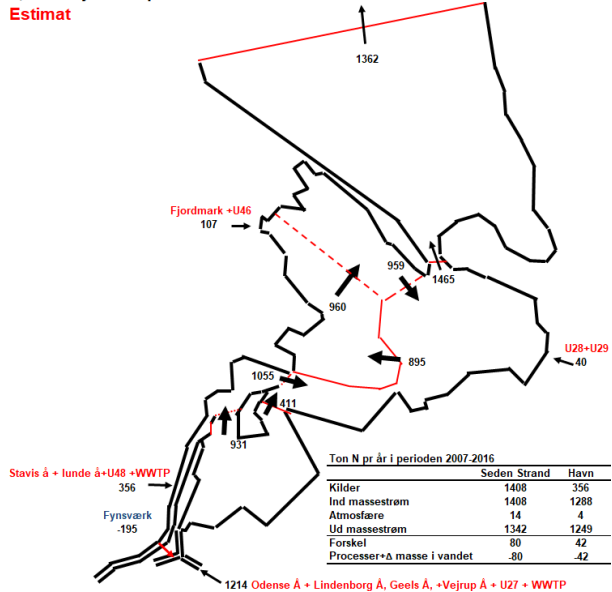 Estimat
1362
Fjordmark +U46
107
959
1465
960
U28+U29
40
895
1055
411
931
Stavis å + lunde å+U48 +WWTP
356
Fynsværk
-195
1214 Odense Å + Lindenborg Å, Geels Å, +Vejrup Å + U27 + WWTP
Ton N pr år i perioden 2007-2016
Seden Strand Havn
Kilder 1408 356
Ind massestrøm 1408 1288
Atmosfære 14 4
Ud massestrøm 1342 1249
Forskel 80 42
Processer+Δ masse i vandet -80 -42